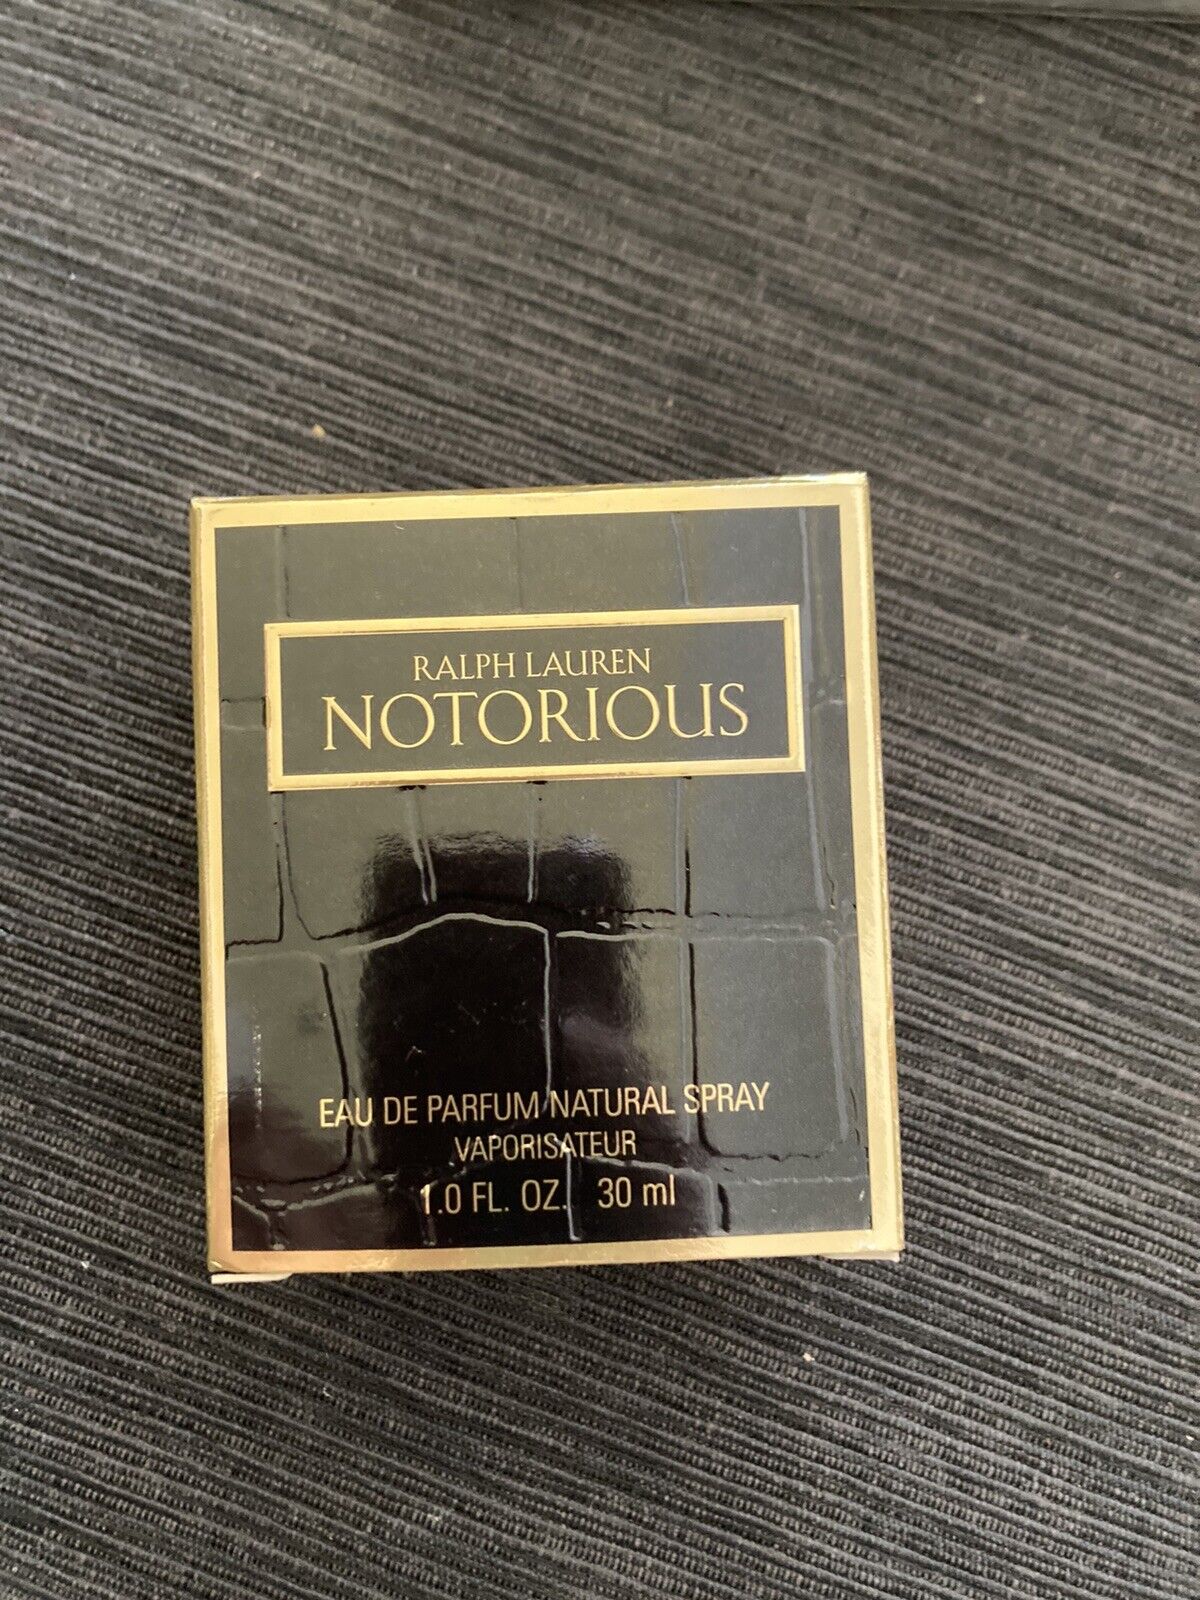 RALPH LAUREN
NOTORIOUS
EAU DE PARFUM NATURAL SPRAY
VAPORISATEUR
1.0 FL. OZ. 30 ml